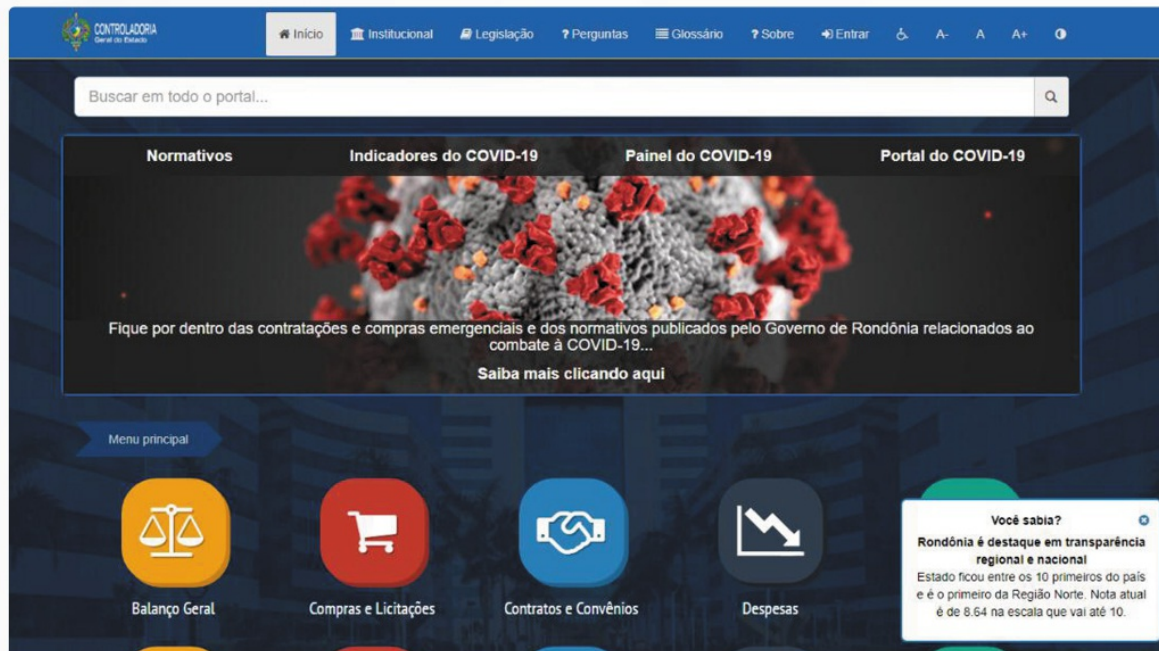 CONTROLADORIA
Geral do Estado
Início
Institucional
Legislação
? Perguntas
Glossário
? Sobre
Entrar
A-
A
A+
Buscar em todo o portal...
Normativos
Indicadores do COVID-19
Painel do COVID-19
Portal do COVID-19
Fique por dentro das contratações e compras emergenciais e dos normativos publicados pelo Governo de Rondônia relacionados ao
combate à COVID-19...
Saiba mais clicando aqui
Menu principal
Balanço Geral
Compras e Licitações
Contratos e Convênios
Despesas
Você sabia?
Rondônia é destaque em transparência
regional e nacional
Estado ficou entre os 10 primeiros do país
e é o primeiro da Região Norte. Nota atual
é de 8.64 na escala que vai até 10.